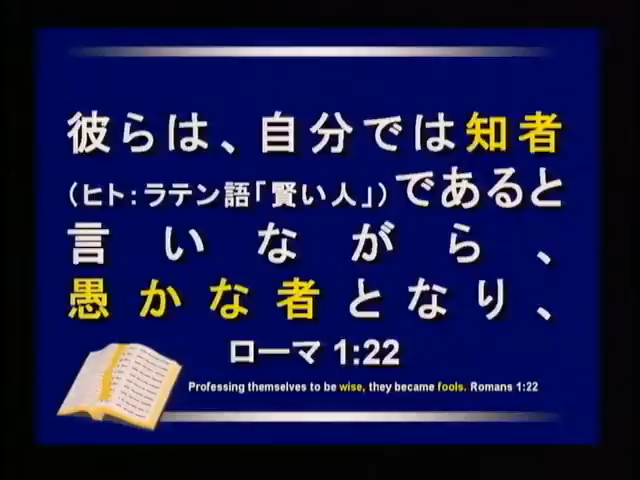 彼らは、自分では知者
（ヒト：ラテン語「賢い人」）であると
言いながら、
愚かな者となり、
ローマ 1:22
Professing themselves to be wise, they became fools. Romans 1:22